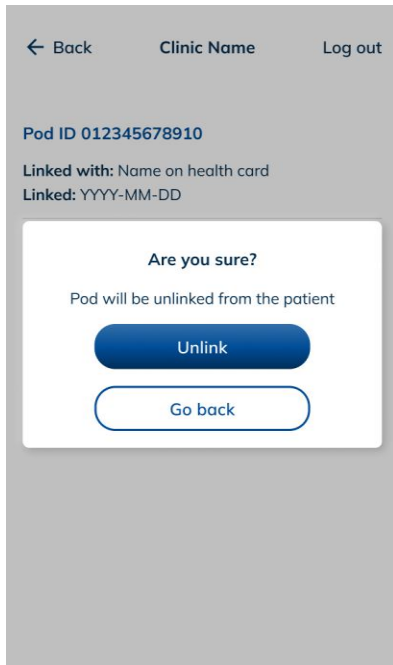 ← Back Clinic Name Log out
Pod ID 012345678910
Linked with: Name on health card
Linked: YYYY-MM-DD
Are you sure?
Pod will be unlinked from the patient
Unlink
Go back